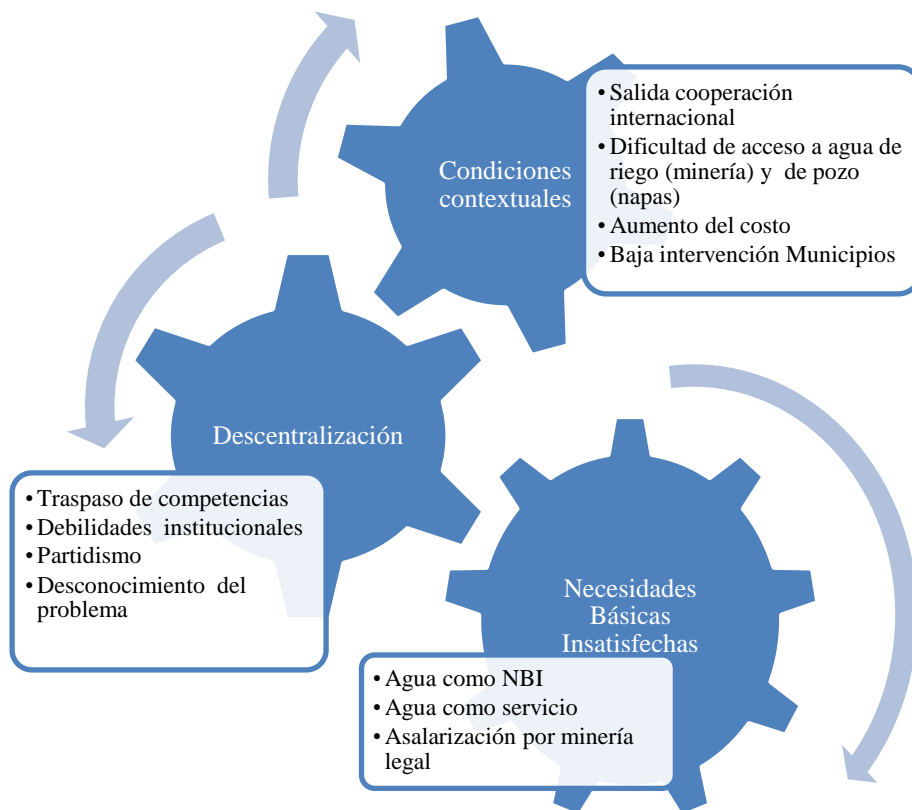 Condiciones
contextuales
• Salida cooperación
internacional
• Dificultad de acceso a agua de
riego (minería) y de pozo
(napas)
• Aumento del costo
• Baja intervención Municipios
Descentralización
• Traspaso de competencias
• Debilidades institucionales
• Partidismo
• Desconocimiento del
problema
Necesidades
Básicas
Insatisfechas
• Agua como NBI
• Agua como servicio
• Asalarización por minería
legal